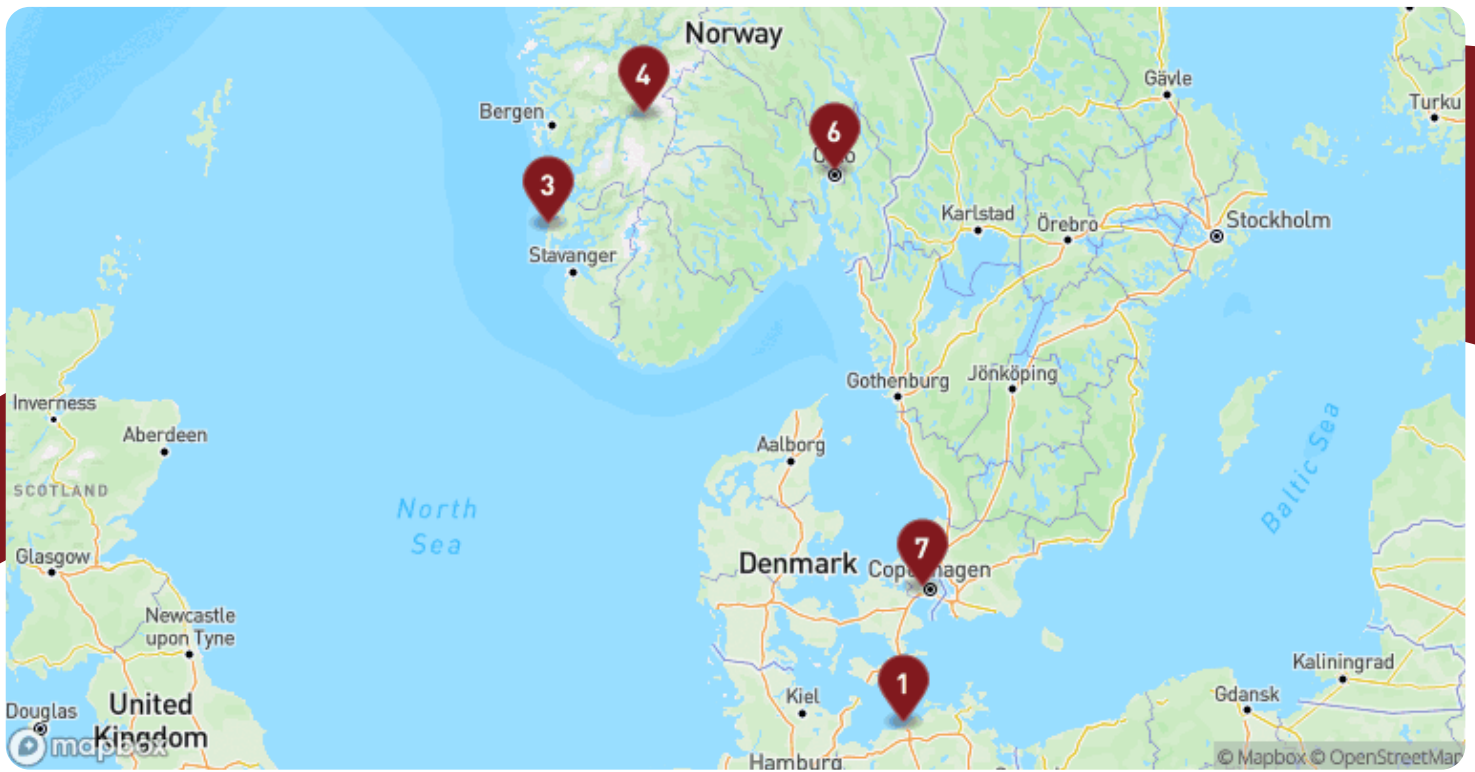 Norway
4
Gävle
Bergen
Turku
6
3
Karlstad
Örebro
Stockholm
Stavanger
Gothenburg
Jönköping
Inverness
Aberdeen
Aalborg
SCOTLAND
North
Sea
Baltic Sea
7
Denmark
Glasgow
Newcastle
upon Tyne
1
Kaliningrad
Kiel
Gdansk
Douglas
United
Kingdom
mapbox
Hamburg
© Mapbox © OpenStreetMap